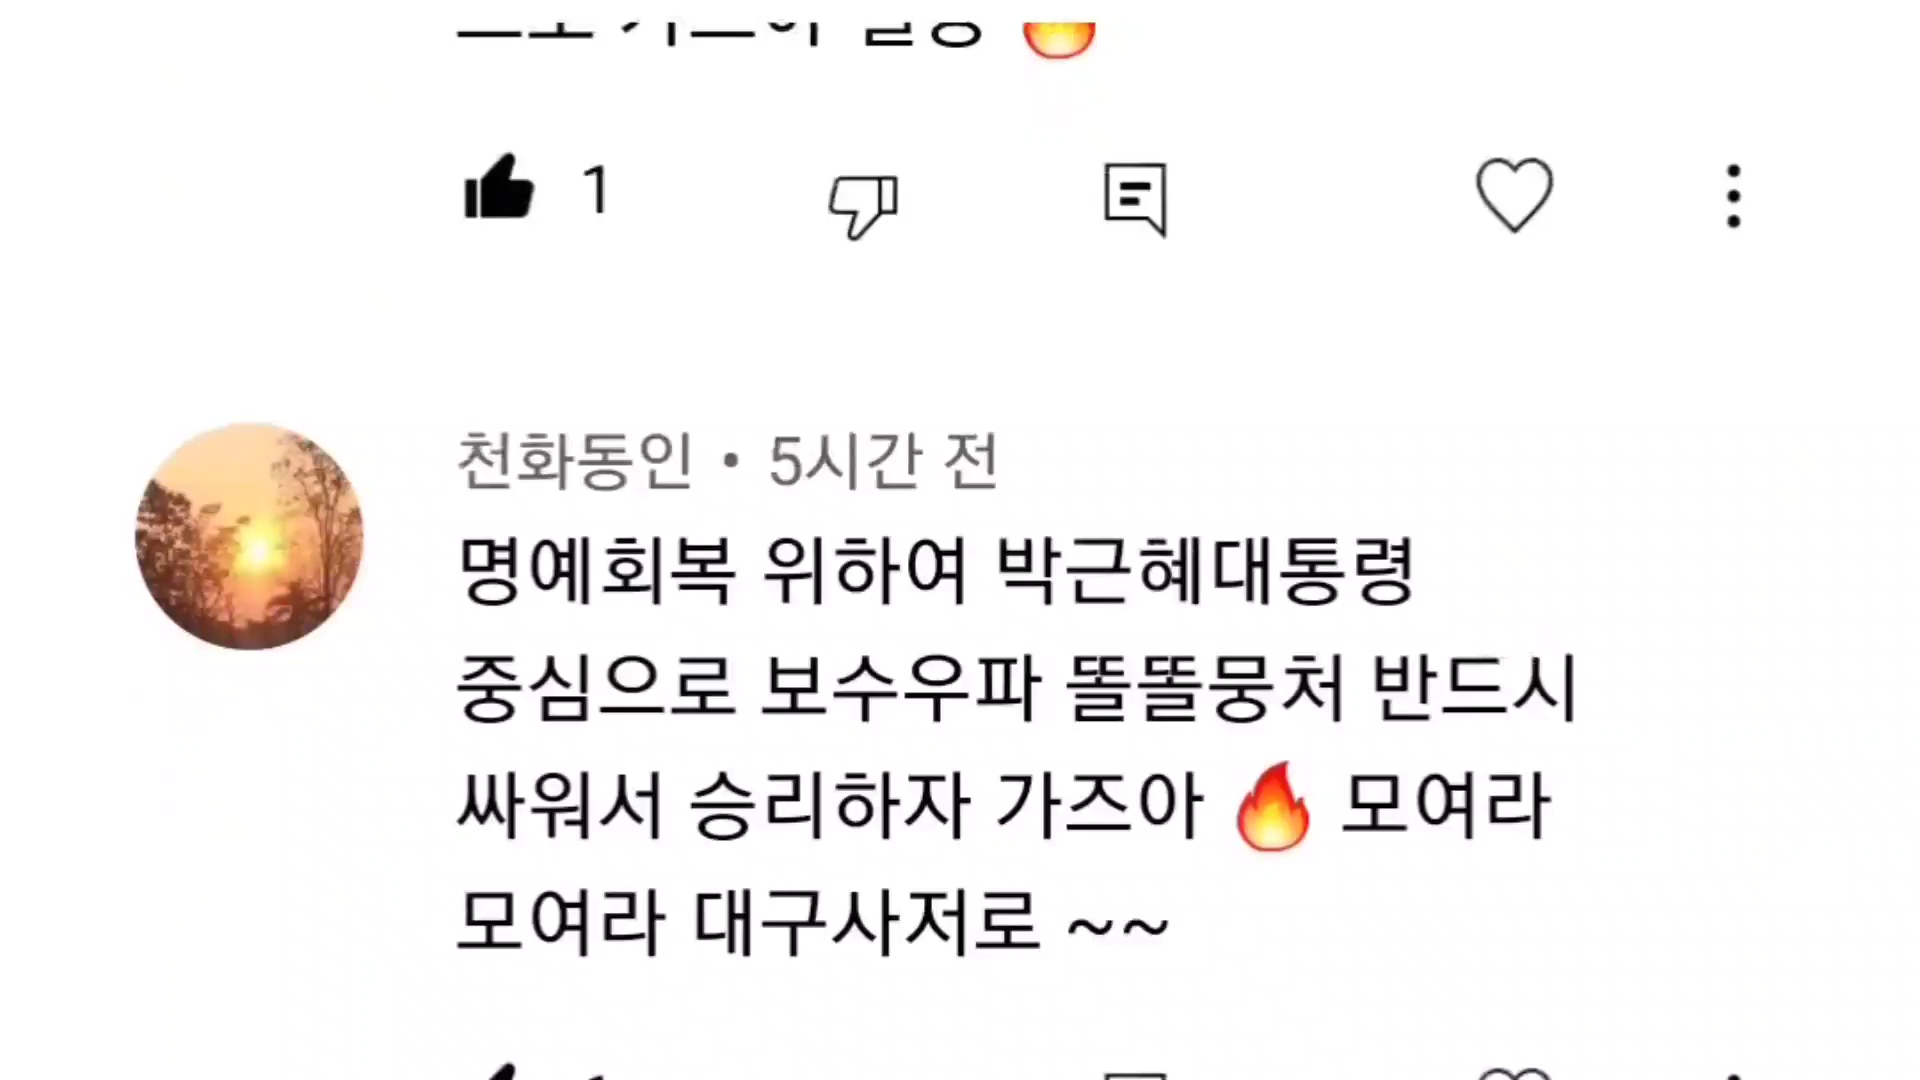 1
천화동인 • 5시간 전
명예회복 위하여 박근혜대통령
중심으로 보수우파 똘똘뭉처 반드시
싸워서 승리하자 가즈아 🔥 모여라
모여라 대구사저로 ~~